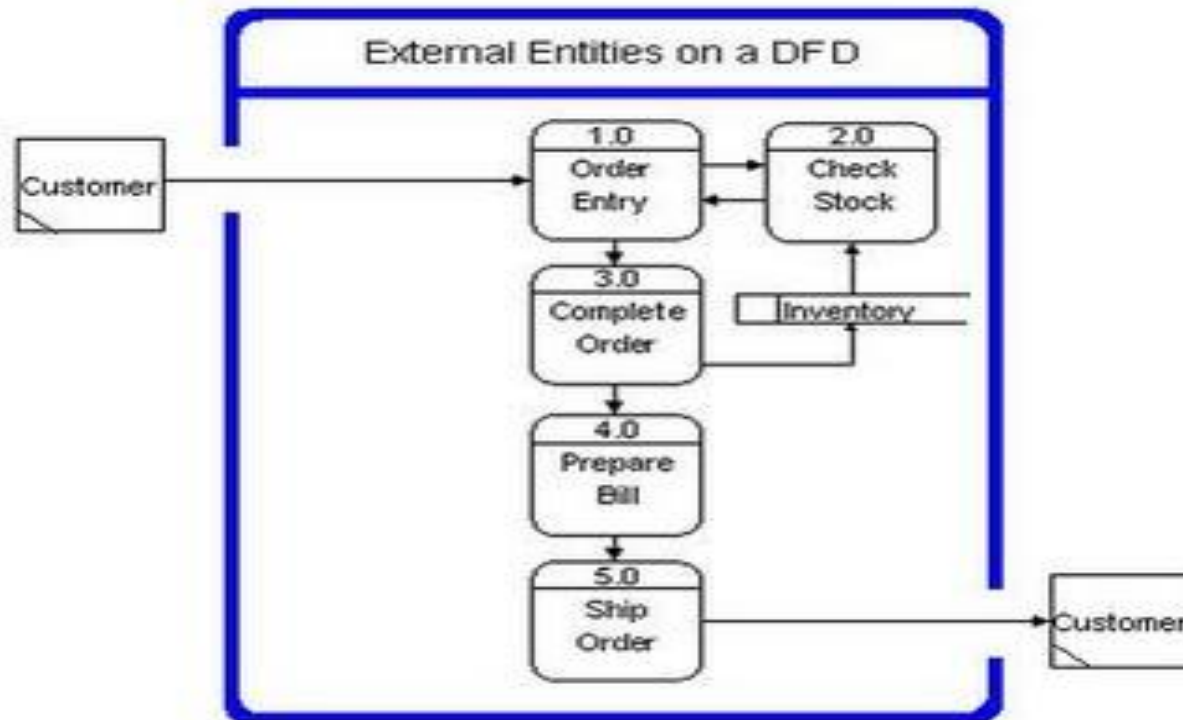 External Entities on a DFD
Customer
1.0
Order
Entry
2.0
Check
Stock
3.0
Complete
Order
Inventory
4.0
Prepare
Bill
5.0
Ship
Order
Customer